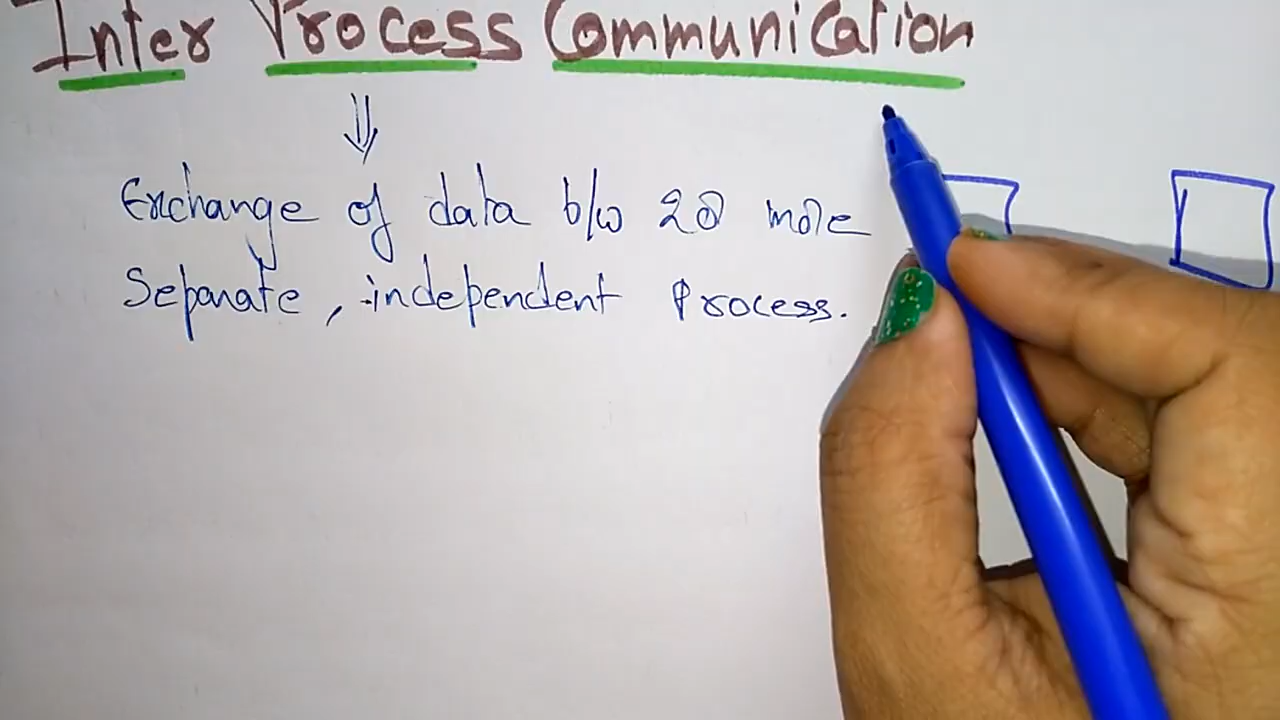 Inter Process Communication
Exchange of data b/w 2 or more
Separate, independent Process.